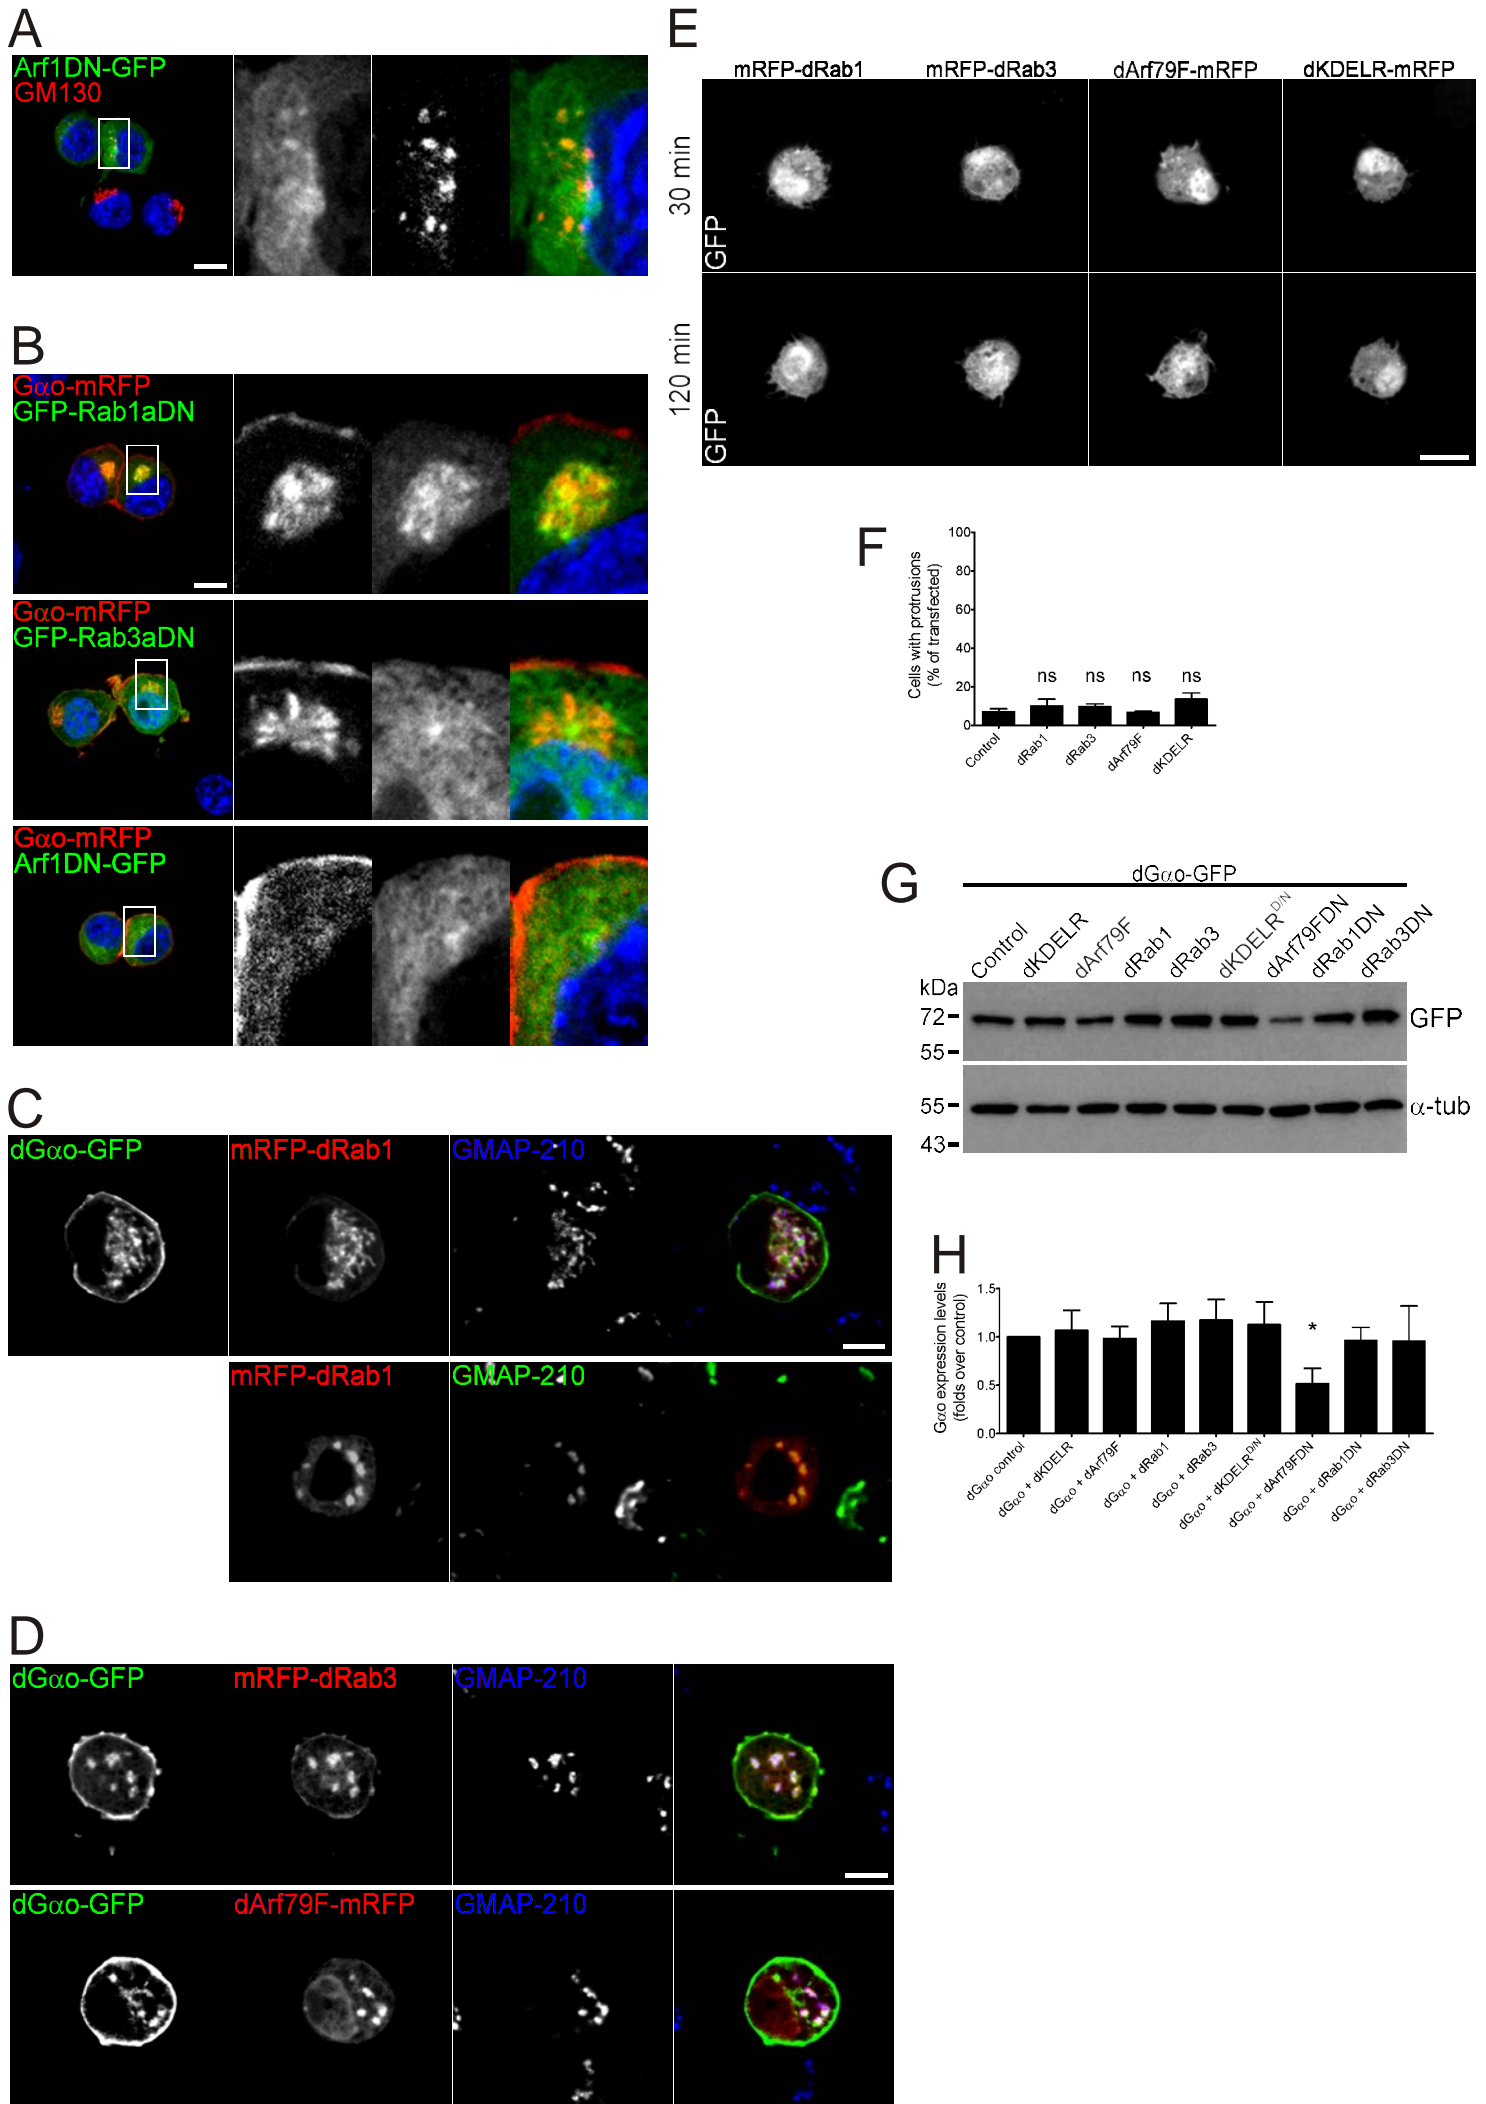 A
Arf1DN-GFP
GM130
B
Gαo-mRFP
GFP-Rab1aDN
Gαo-mRFP
GFP-Rab3aDN
Gαo-mRFP
Arf1DN-GFP
C
dGαo-GFP mRFP-dRab1 GMAP-210
mRFP-dRab1 GMAP-210
D
dGαo-GFP mRFP-dRab3 GMAP-210
dGαo-GFP dArf79F-mRFP GMAP-210
E
mRFP-dRab1 mRFP-dRab3 dArf79F-mRFP dKDELR-mRFP
30 min
GFP
120 min
GFP
F
Cells with protrusions
(% of transfected)
100
80
60
40
20
0
ns ns ns ns
Control dRab1 dRab3 dArf79F dKDELR
G
dGαo-GFP
Control dKDELR dArf79F dRab1 dRab3 dKDELR^D/N dArf79FDN dRab1DN dRab3DN
kDa
72
55
GFP
55
43
α-tub
H
Gαo expression levels
(folds over control)
1.5
1.0
0.5
0.0
*
dGαo control
dGαo + dKDELR
dGαo + dArf79F
dGαo + dRab1
dGαo + dRab3
dGαo + dKDELR^D/N
dGαo + dArf79FDN
dGαo + dRab1DN
dGαo + dRab3DN